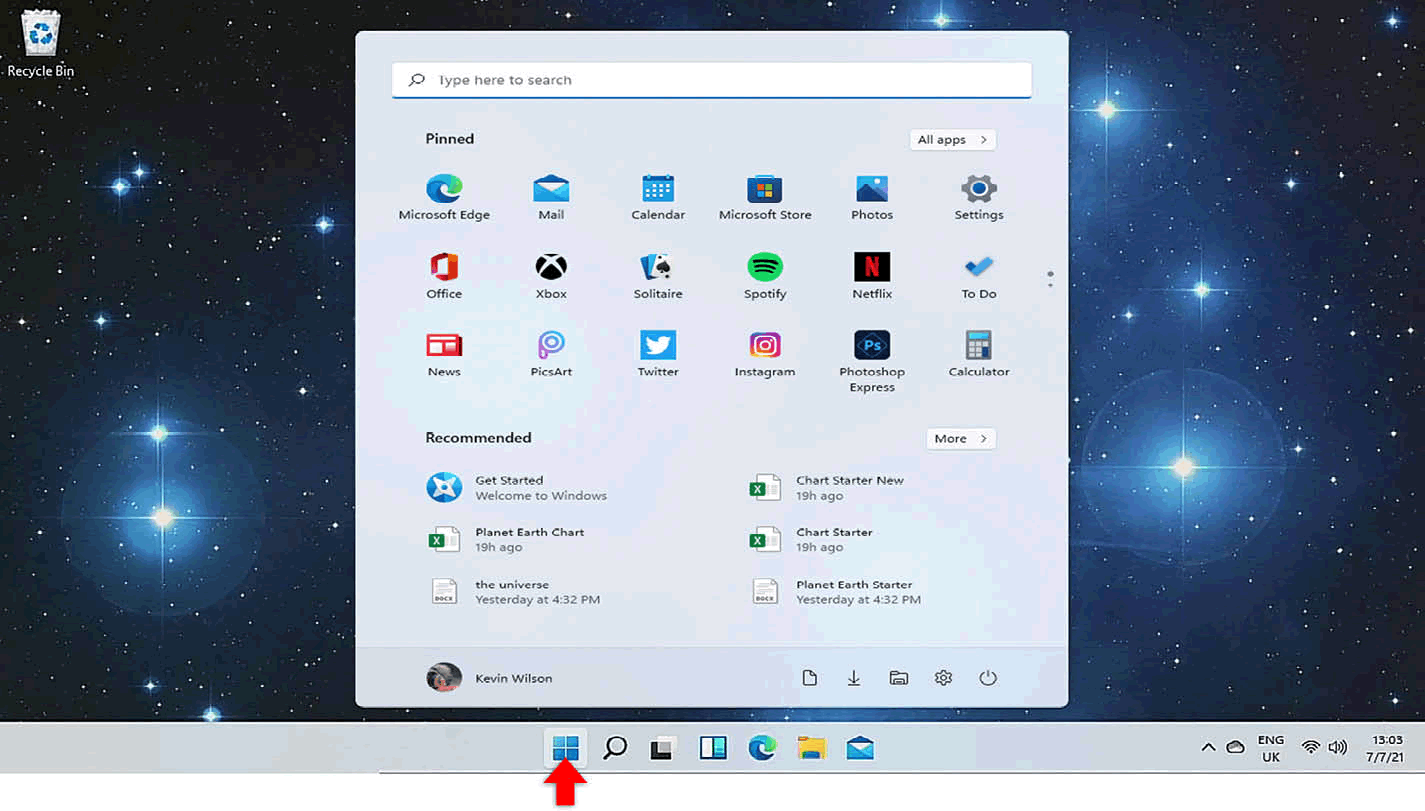 Recycle Bin
Type here to search
Pinned
All apps
Microsoft Edge
Mail
Calendar
Microsoft Store
Photos
Settings
Office
Xbox
Solitaire
Spotify
Netflix
To Do
News
PicsArt
Twitter
Instagram
Ps
Photoshop
Express
Calculator
Recommended
More
Get Started
Welcome to Windows
Chart Starter New
19h ago
Planet Earth Chart
19h ago
Chart Starter
19h ago
the universe
Yesterday at 4:32 PM
Planet Earth Starter
Yesterday at 4:32 PM
DOCX
DOCX
Kevin Wilson
ENG
UK
13:03
7/7/21